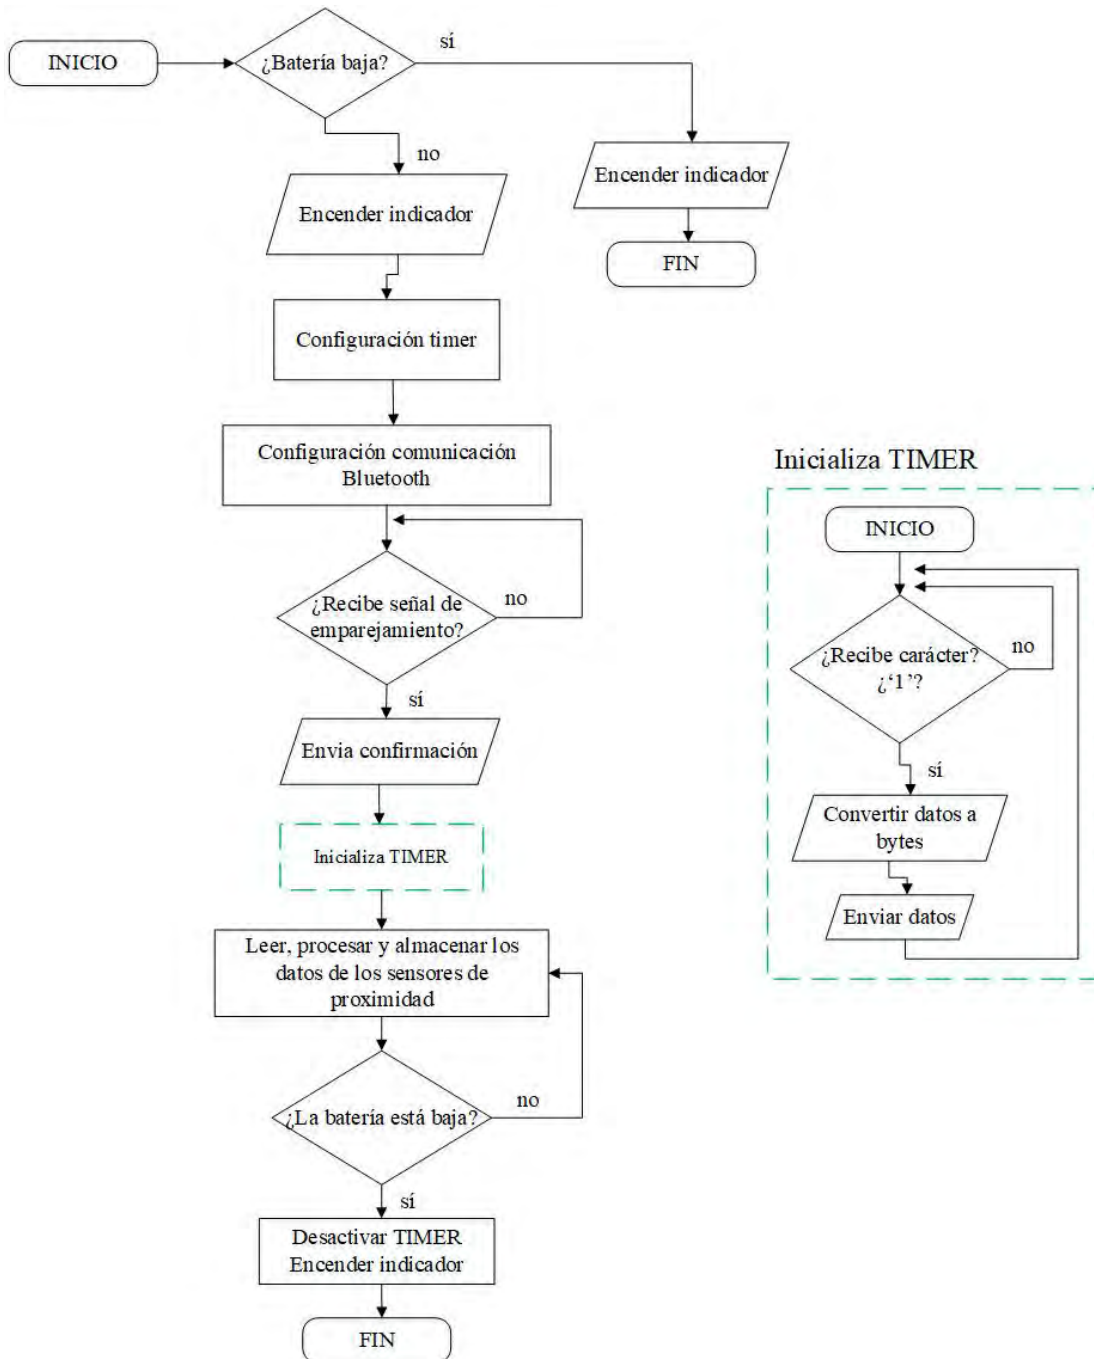 INICIO
¿Batería baja?
sí
no
Encender indicador
Encender indicador
FIN
Configuración timer
Configuración comunicación
Bluetooth
¿Recibe señal de
emparejamiento?
no
sí
Envia confirmación
Inicializa TIMER
Leer, procesar y almacenar los
datos de los sensores de
proximidad
¿La batería está baja?
no
sí
Desactivar TIMER
Encender indicador
FIN
Inicializa TIMER
INICIO
¿Recibe carácter?
¿‘1’?
no
sí
Convertir datos a
bytes
Enviar datos